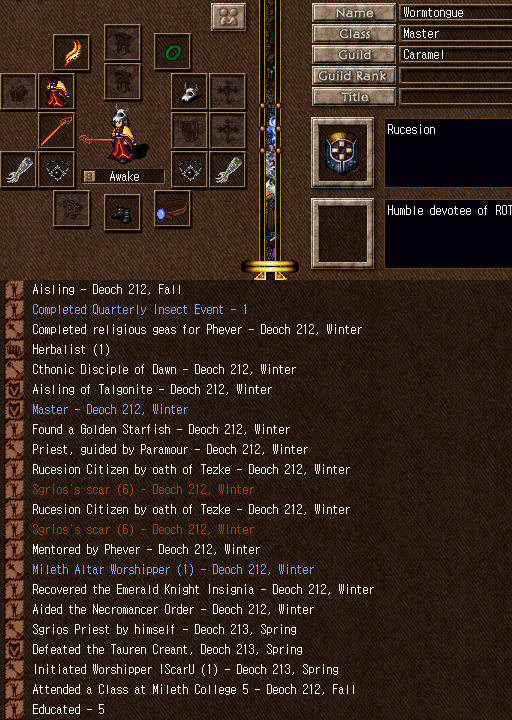 Name Wormtongue
Class Master
Guild Caramel
Guild Rank
Title
Rucesion
Awake
Humble devotee of ROT
Aisling - Deoch 212, Fall
Completed Quarterly Insect Event - 1
Completed religious geas for Phever - Deoch 212, Winter
Herbalist (1)
Cthonic Disciple of Dawn - Deoch 212, Winter
Aisling of Talgonite - Deoch 212, Winter
Master - Deoch 212, Winter
Found a Golden Starfish - Deoch 212, Winter
Priest, guided by Paramour - Deoch 212, Winter
Rucesion Citizen by oath of Tezke - Deoch 212, Winter
Sgrios's scar (6) - Deoch 212, Winter
Rucesion Citizen by oath of Tezke - Deoch 212, Winter
Sgrios's scar (6) - Deoch 212, Winter
Mentored by Phever - Deoch 212, Winter
Mileth Altar Worshipper (1) - Deoch 212, Winter
Recovered the Emerald Knight Insignia - Deoch 212, Winter
Aided the Necromancer Order - Deoch 212, Winter
Sgrios Priest by himself - Deoch 213, Spring
Defeated the Tauren Creant, Deoch 213, Spring
Initiated Worshipper IScarU (1) - Deoch 213, Spring
Attended a Class at Mileth College 5 - Deoch 212, Fall
Educated - 5